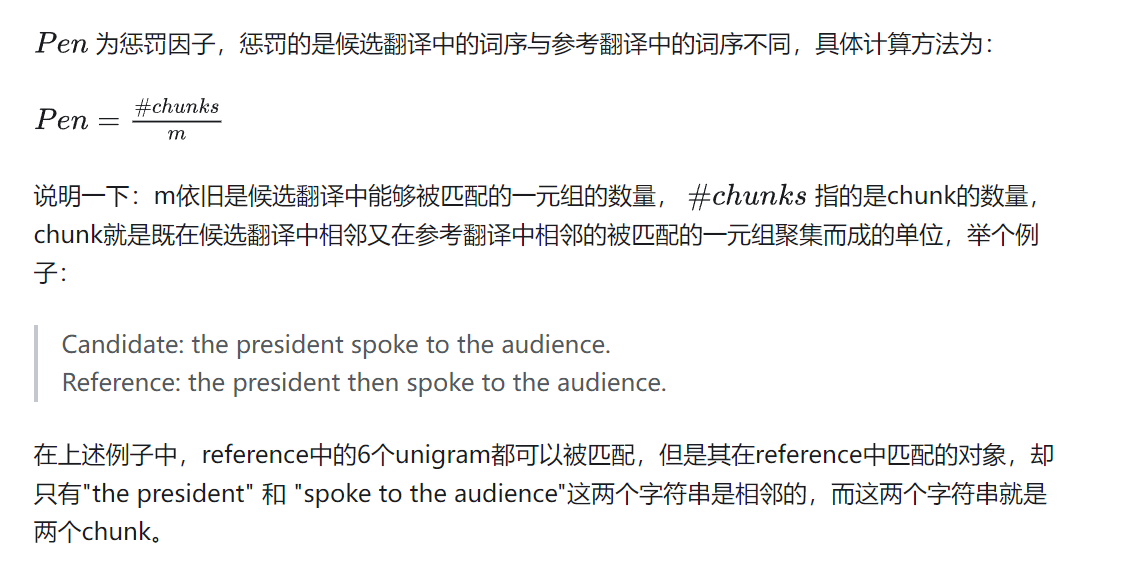 Pen 为惩罚因子，惩罚的是候选翻译中的词序与参考翻译中的词序不同，具体计算方法为：
Pen = #chunks / m
说明一下：m依旧是候选翻译中能够被匹配的一元组的数量， #chunks 指的是chunk的数量，
chunk就是既在候选翻译中相邻又在参考翻译中相邻的被匹配的一元组聚集而成的单位，举个例
子：
Candidate: the president spoke to the audience.
Reference: the president then spoke to the audience.
在上述例子中，reference中的6个unigram都可以被匹配，但是其在reference中匹配的对象，却
只有"the president" 和 "spoke to the audience"这两个字符串是相邻的，而这两个字符串就是
两个chunk。